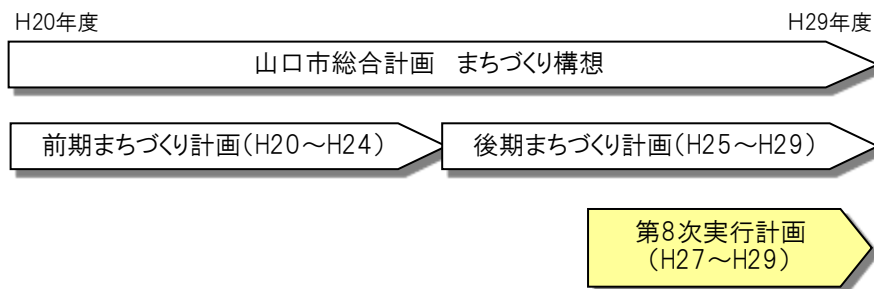 H20年度
H29年度
山口市総合計画　まちづくり構想
前期まちづくり計画(H20～H24)
後期まちづくり計画(H25～H29)
第8次実行計画
(H27～H29)